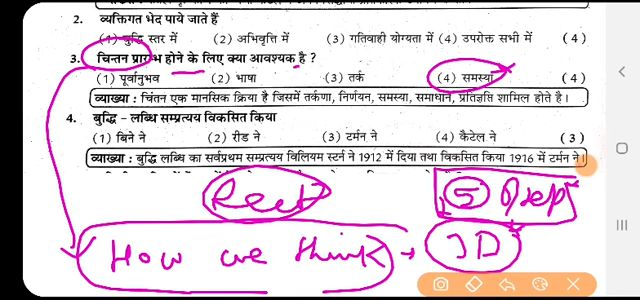 2. व्यक्तिगत भेद पाये जाते हैं
(1) बुद्धि स्तर में (2) अभिवृत्ति में (3) गतिवाही योग्यता में (4) उपरोक्त सभी में (4)
3. चिन्तन प्रारम्भ होने के लिए क्या आवश्यक है ?
(1) पूर्वानुभव (2) भाषा (3) तर्क (4) समस्या (4)
व्याख्या : चिंतन एक मानसिक क्रिया है जिसमें तर्कणा, निर्णयन, समस्या, समाधान, प्रतिज्ञप्ति शामिल होते है।
4. बुद्धि - लब्धि सम्प्रत्यय विकसित किया
(1) बिने ने (2) रीड ने (3) टर्मन ने (4) कैटेल ने (3)
व्याख्या : बुद्धि लब्धि का सर्वप्रथम सम्प्रत्यय विलियम स्टर्न ने 1912 में दिया तथा विकसित किया 1916 में टर्मन ने।
5 Step
How we think JD